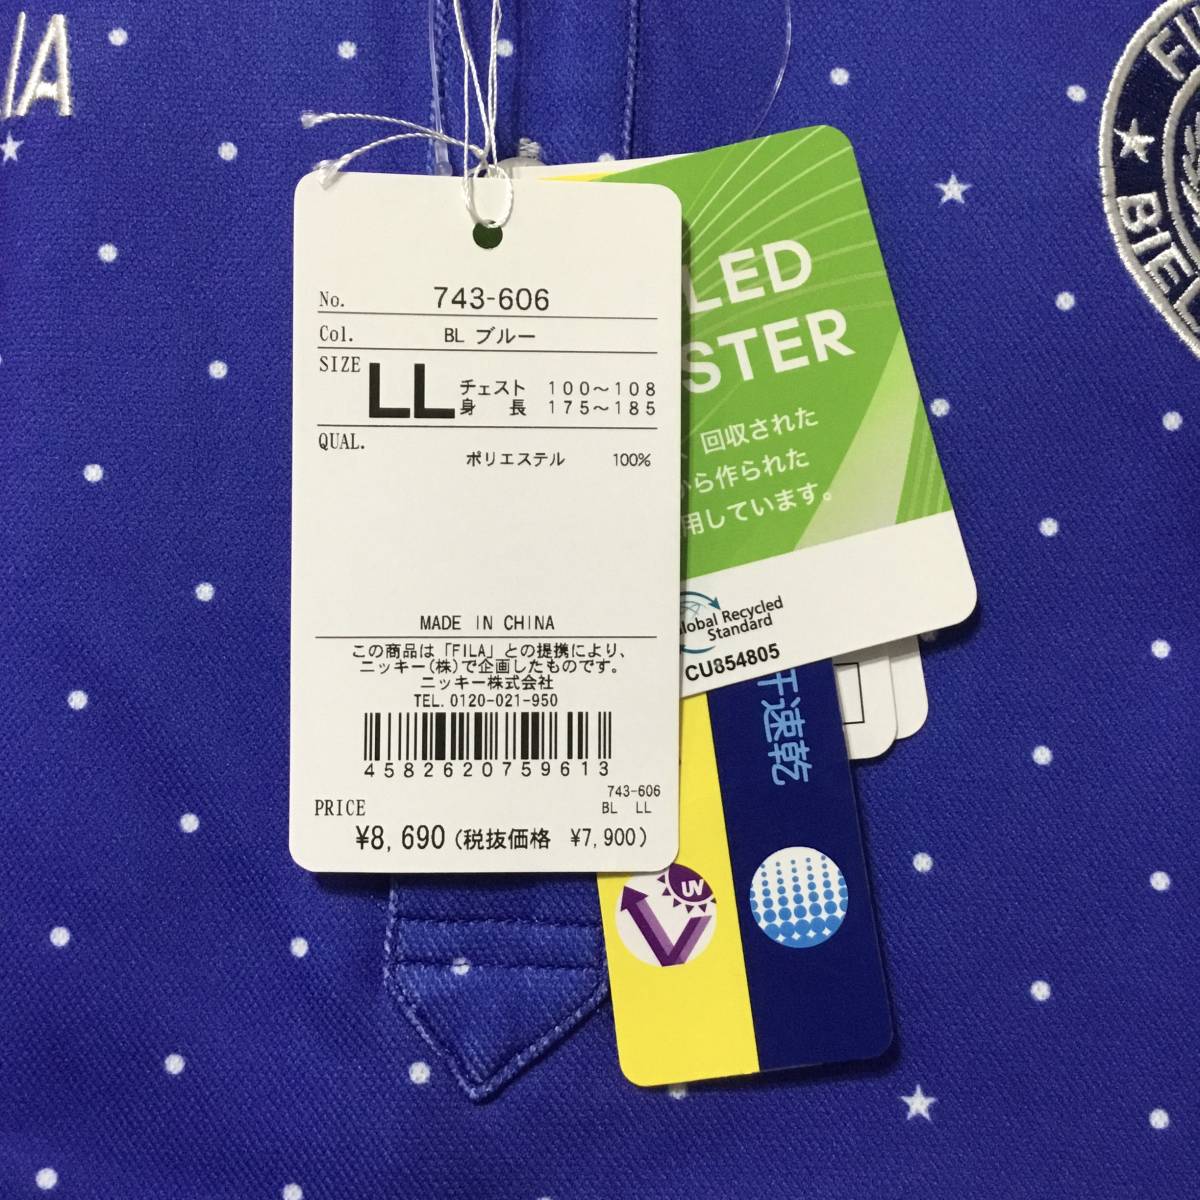 No. 743-606
Col. BL ブルー
SIZE LL チェスト 100～108
身長 175～185
QUAL.
ポリエステル 100%
MADE IN CHINA
この商品は「FILA」との提携により、
ニッキー(株)で企画したものです。
ニッキー株式会社
TEL. 0120-021-950
4582620759613
743-606
BL LL
PRICE
¥8,690 (税抜価格 ¥7,900)
回収された
から作られた
用しています。
Global Recycled
Standard
CU854805
速乾
UV